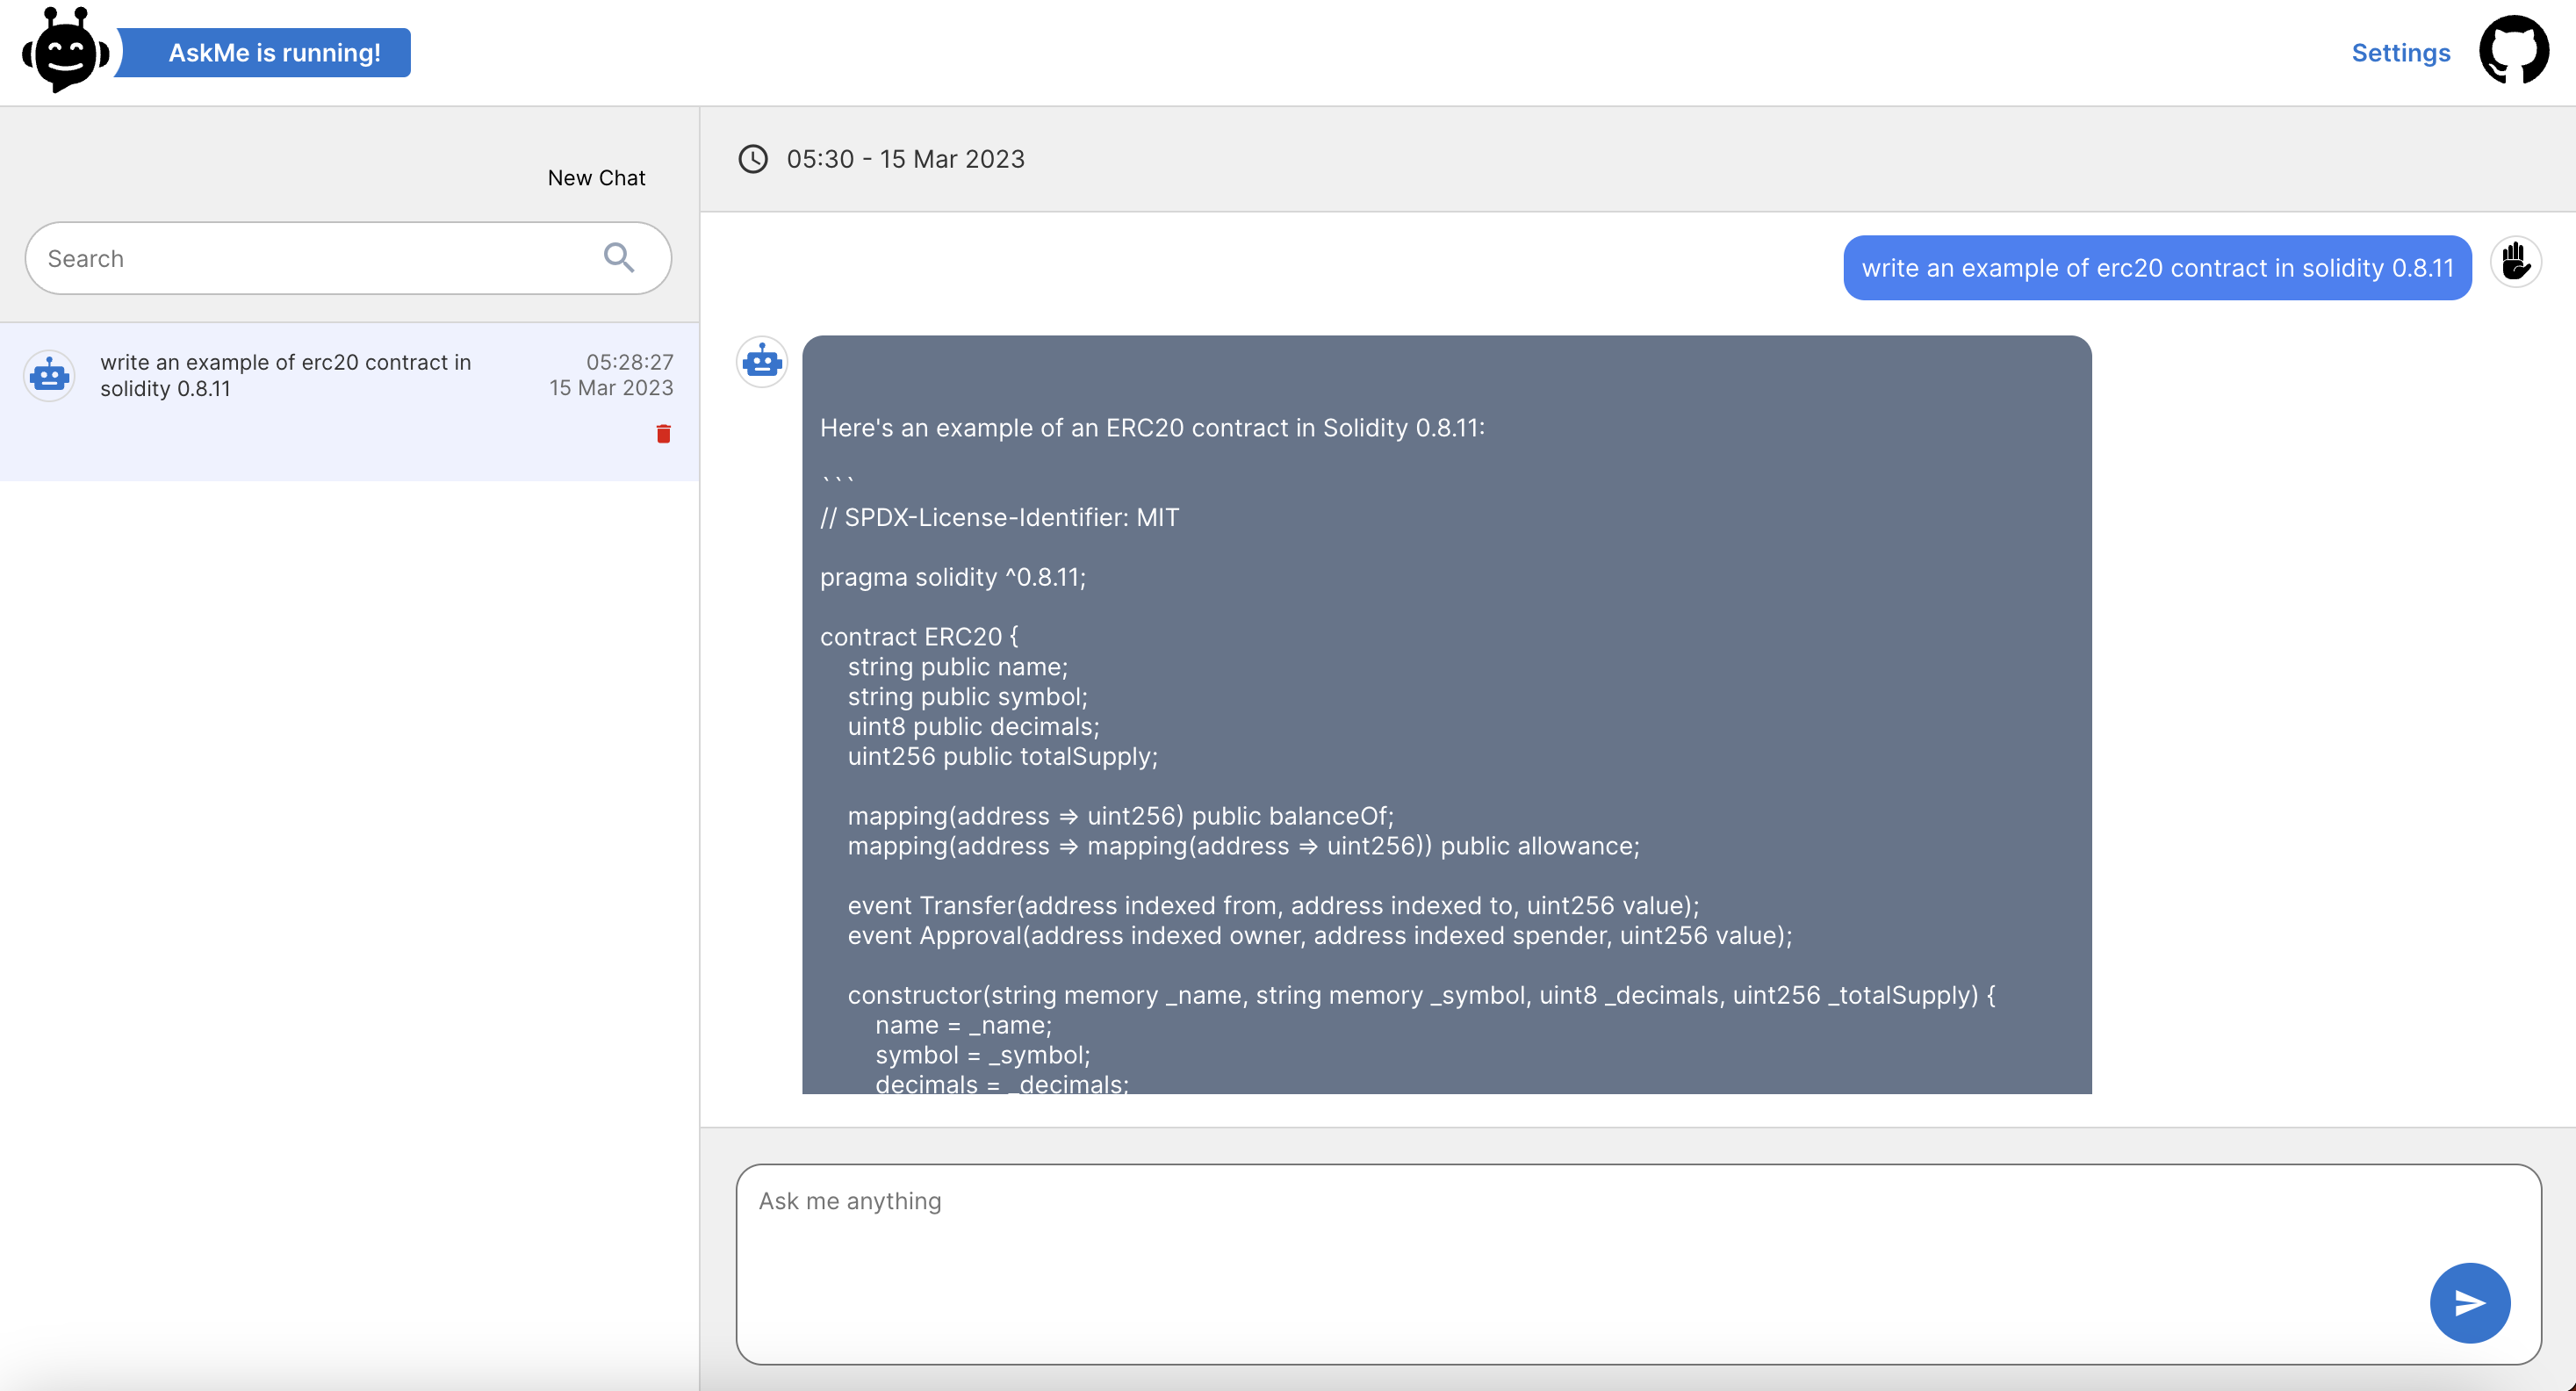 AskMe is running!
Settings
New Chat
Search
write an example of erc20 contract in
solidity 0.8.11
05:28:27
15 Mar 2023
05:30 - 15 Mar 2023
write an example of erc20 contract in solidity 0.8.11
Here's an example of an ERC20 contract in Solidity 0.8.11:
```
// SPDX-License-Identifier: MIT
pragma solidity ^0.8.11;
contract ERC20 {
string public name;
string public symbol;
uint8 public decimals;
uint256 public totalSupply;
mapping(address => uint256) public balanceOf;
mapping(address => mapping(address => uint256)) public allowance;
event Transfer(address indexed from, address indexed to, uint256 value);
event Approval(address indexed owner, address indexed spender, uint256 value);
constructor(string memory _name, string memory _symbol, uint8 _decimals, uint256 _totalSupply) {
name = _name;
symbol = _symbol;
decimals = _decimals;
Ask me anything